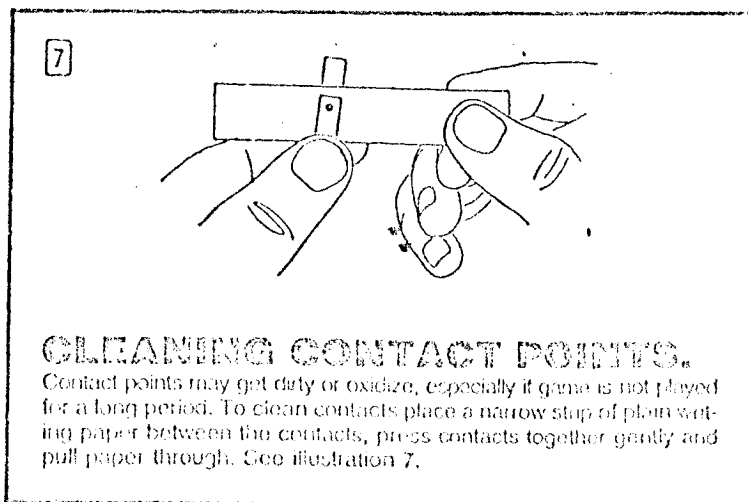 7
CLEANING CONTACT POINTS.
Contact points may get dirty or oxidize, especially if game is not played
for a long period. To clean contacts place a narrow strip of plain writ-
ing paper between the contacts, press contacts together gently and
pull paper through. See illustration 7.